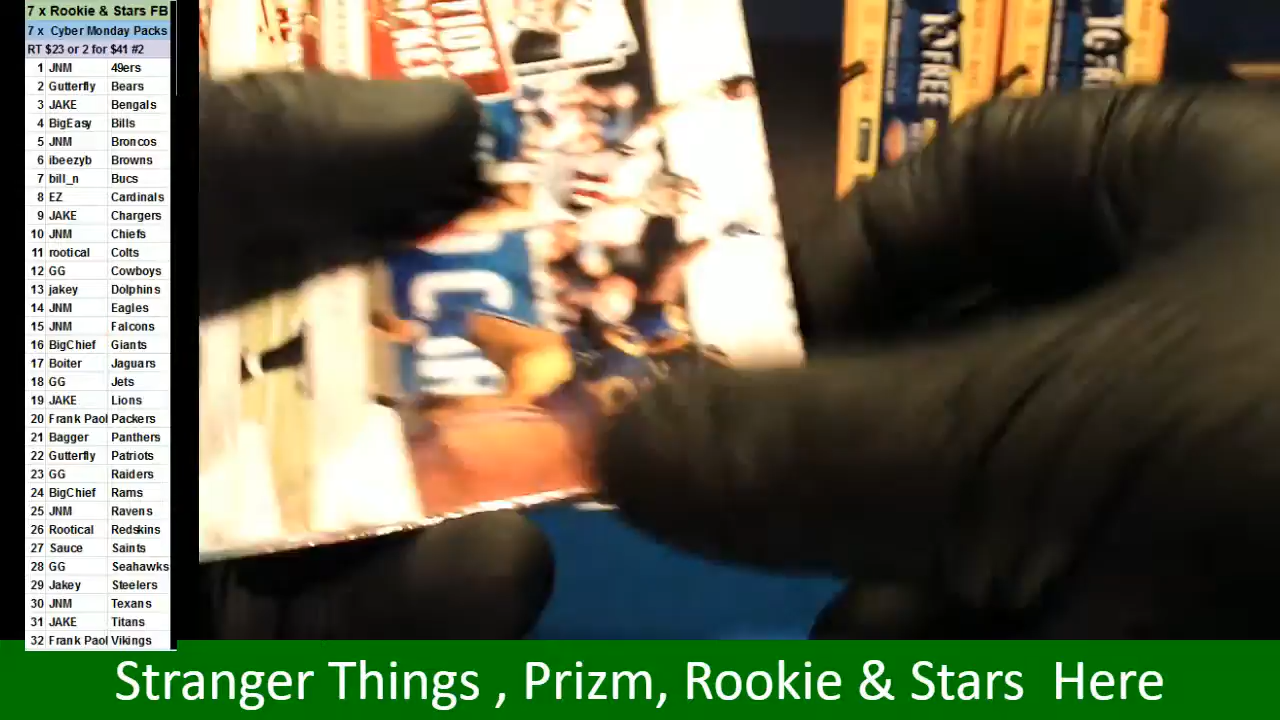 7 x Rookie & Stars FB
7 x Cyber Monday Packs
RT $23 or 2 for $41 #2
1 JNM 49ers
2 Gutterfly Bears
3 JAKE Bengals
4 BigEasy Bills
5 JNM Broncos
6 ibeezyb Browns
7 bill_n Bucs
8 EZ Cardinals
9 JAKE Chargers
10 JNM Chiefs
11 rootical Colts
12 GG Cowboys
13 jakey Dolphins
14 JNM Eagles
15 JNM Falcons
16 BigChief Giants
17 Boiter Jaguars
18 GG Jets
19 JAKE Lions
20 Frank Paol Packers
21 Bagger Panthers
22 Gutterfly Patriots
23 GG Raiders
24 BigChief Rams
25 JNM Ravens
26 Rootical Redskins
27 Sauce Saints
28 GG Seahawks
29 Jakey Steelers
30 JNM Texans
31 JAKE Titans
32 Frank Paol Vikings
FREE
Stranger Things , Prizm, Rookie & Stars Here